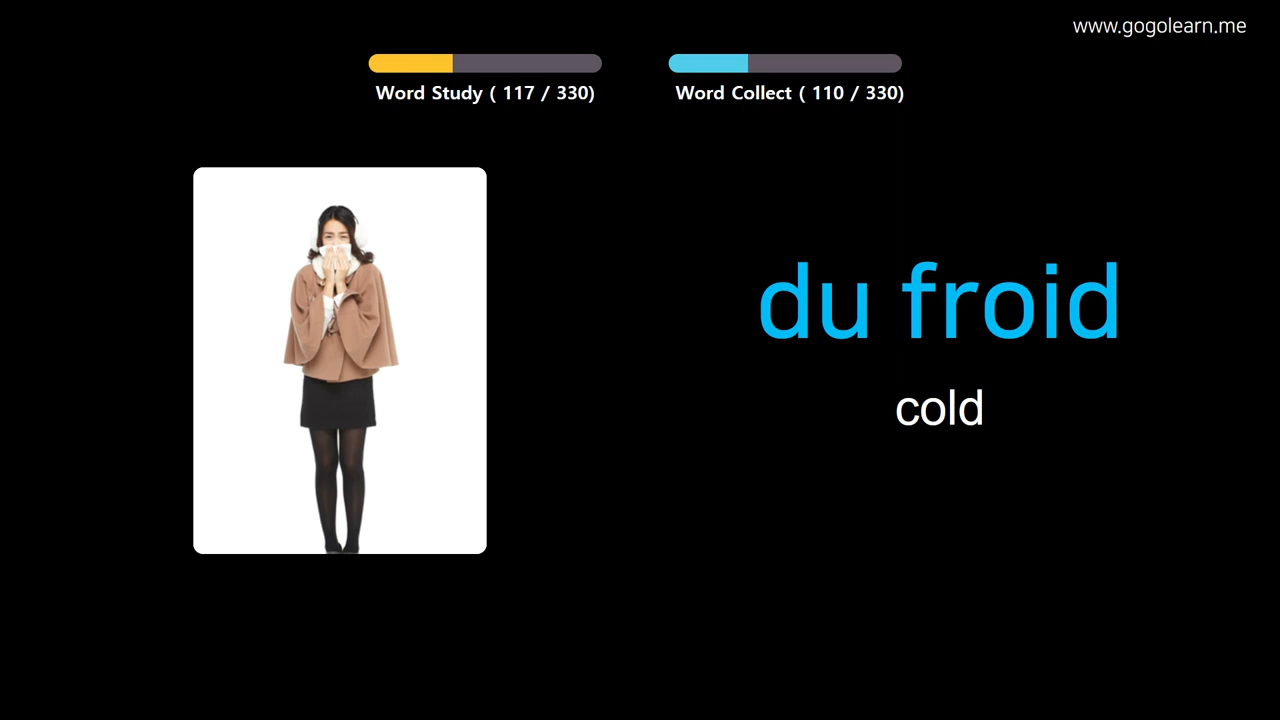 www.gogolearn.me
Word Study ( 117 / 330)
Word Collect ( 110 / 330)
du froid
cold